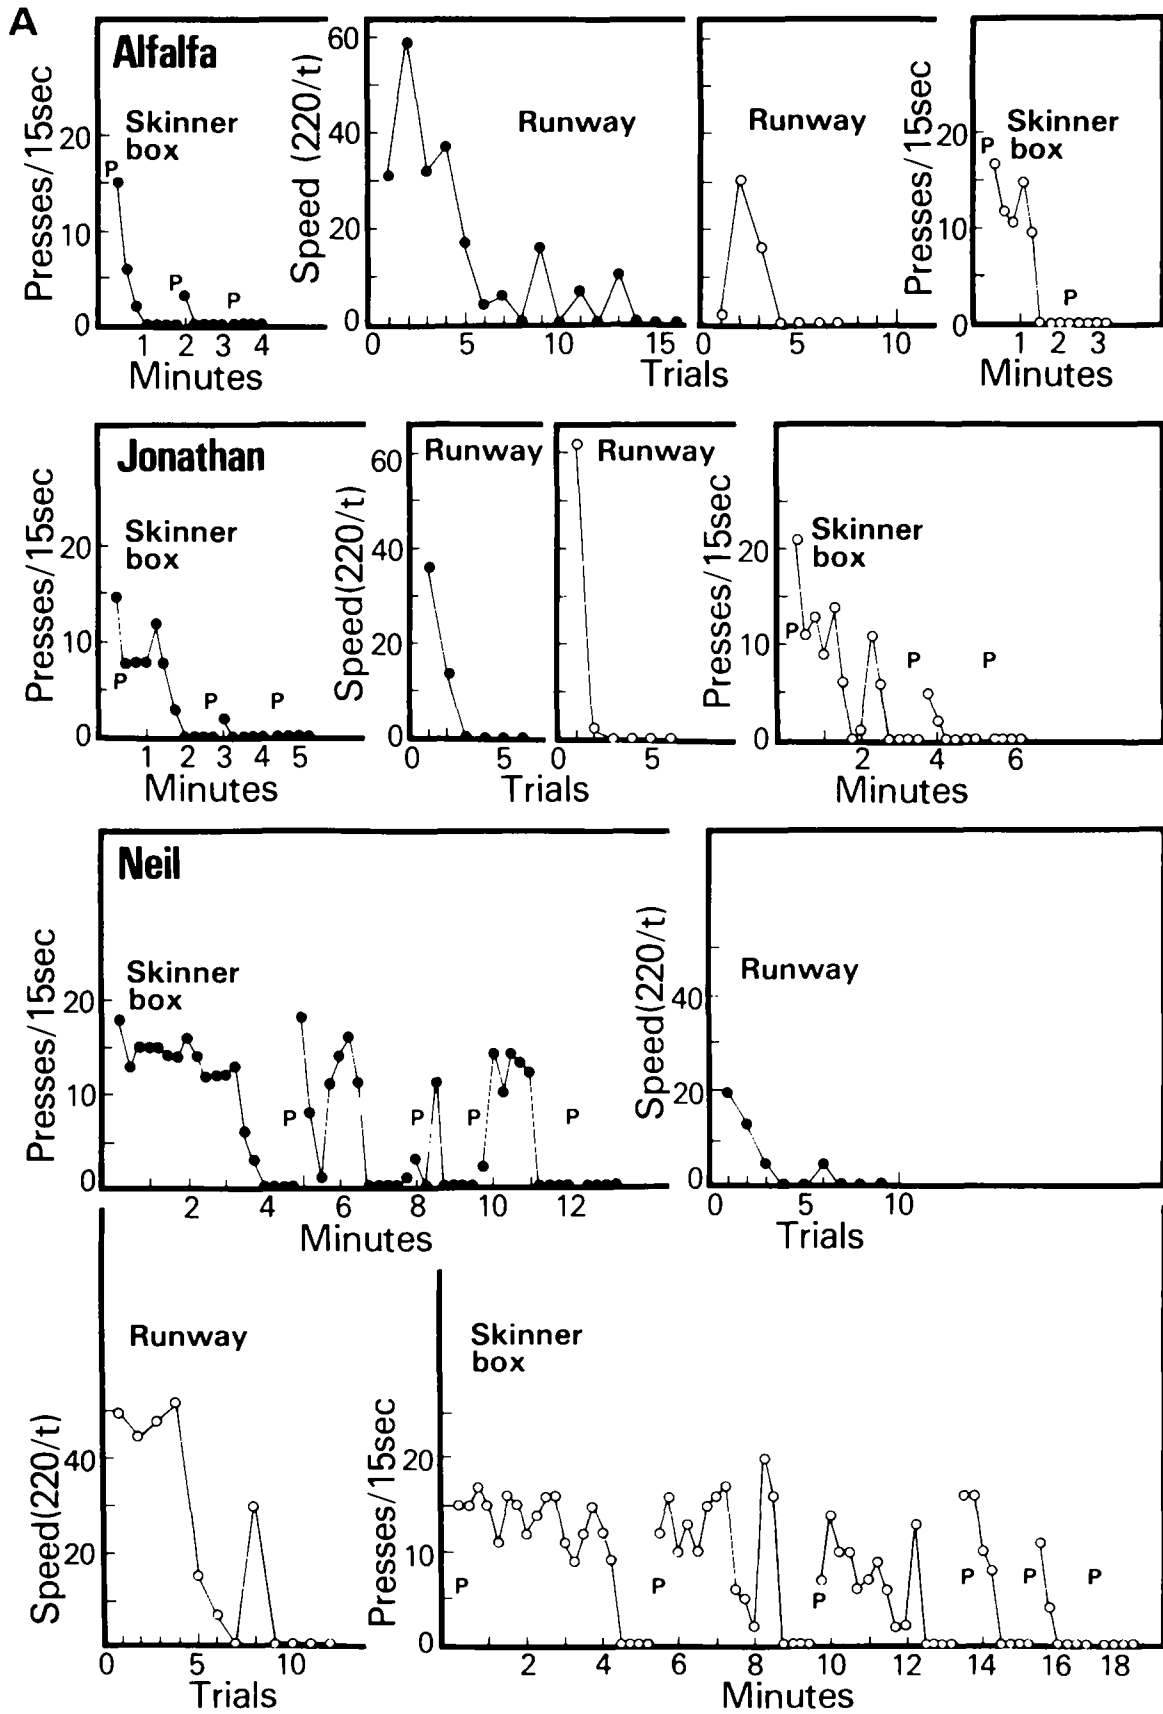 A
Alfalfa
Skinner
box
Presses/15sec
20
10
0
P
P
P
1 2 3 4
Minutes
Speed (220/t)
60
40
20
0
Runway
0 5 10 15
Runway
5 10
Trials
Presses/15sec
20
10
0
P
Skinner
box
P
1 2 3
Minutes
Jonathan
Skinner
box
Presses/15sec
20
10
0
P
P
P
1 2 3 4 5
Minutes
Speed(220/t)
60
40
20
0
Runway
0 5
Runway
0 5
Trials
Presses/15sec
20
10
0
Skinner
box
P
P
P
2 4 6
Minutes
Neil
Skinner
box
Presses/15sec
20
10
0
P
P
P
P
2 4 6 8 10 12
Minutes
Speed(220/t)
40
20
0
Runway
0 5 10
Trials
Runway
Speed(220/t)
40
20
0 5 10
Trials
Skinner
box
Presses/15sec
20
10
0
P
P
P
P
P
P
2 4 6 8 10 12 14 16 18
Minutes